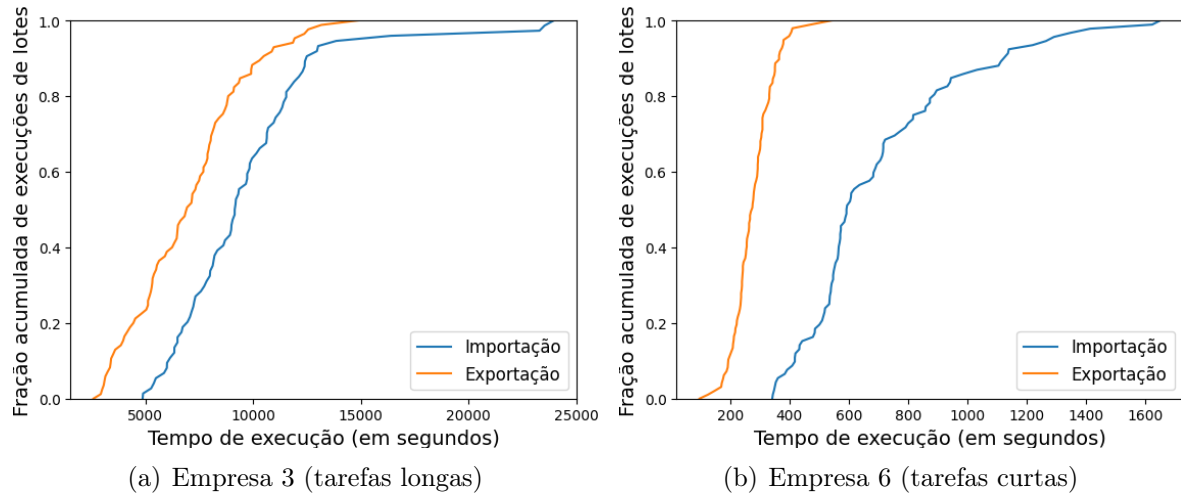 Fração acumulada de execuções de lotes
1.0
0.8
0.6
0.4
0.2
0.0
Importação
Exportação
5000 10000 15000 20000 25000
Tempo de execução (em segundos)
(a) Empresa 3 (tarefas longas)
Fração acumulada de execuções de lotes
1.0
0.8
0.6
0.4
0.2
0.0
Importação
Exportação
200 400 600 800 1000 1200 1400 1600
Tempo de execução (em segundos)
(b) Empresa 6 (tarefas curtas)